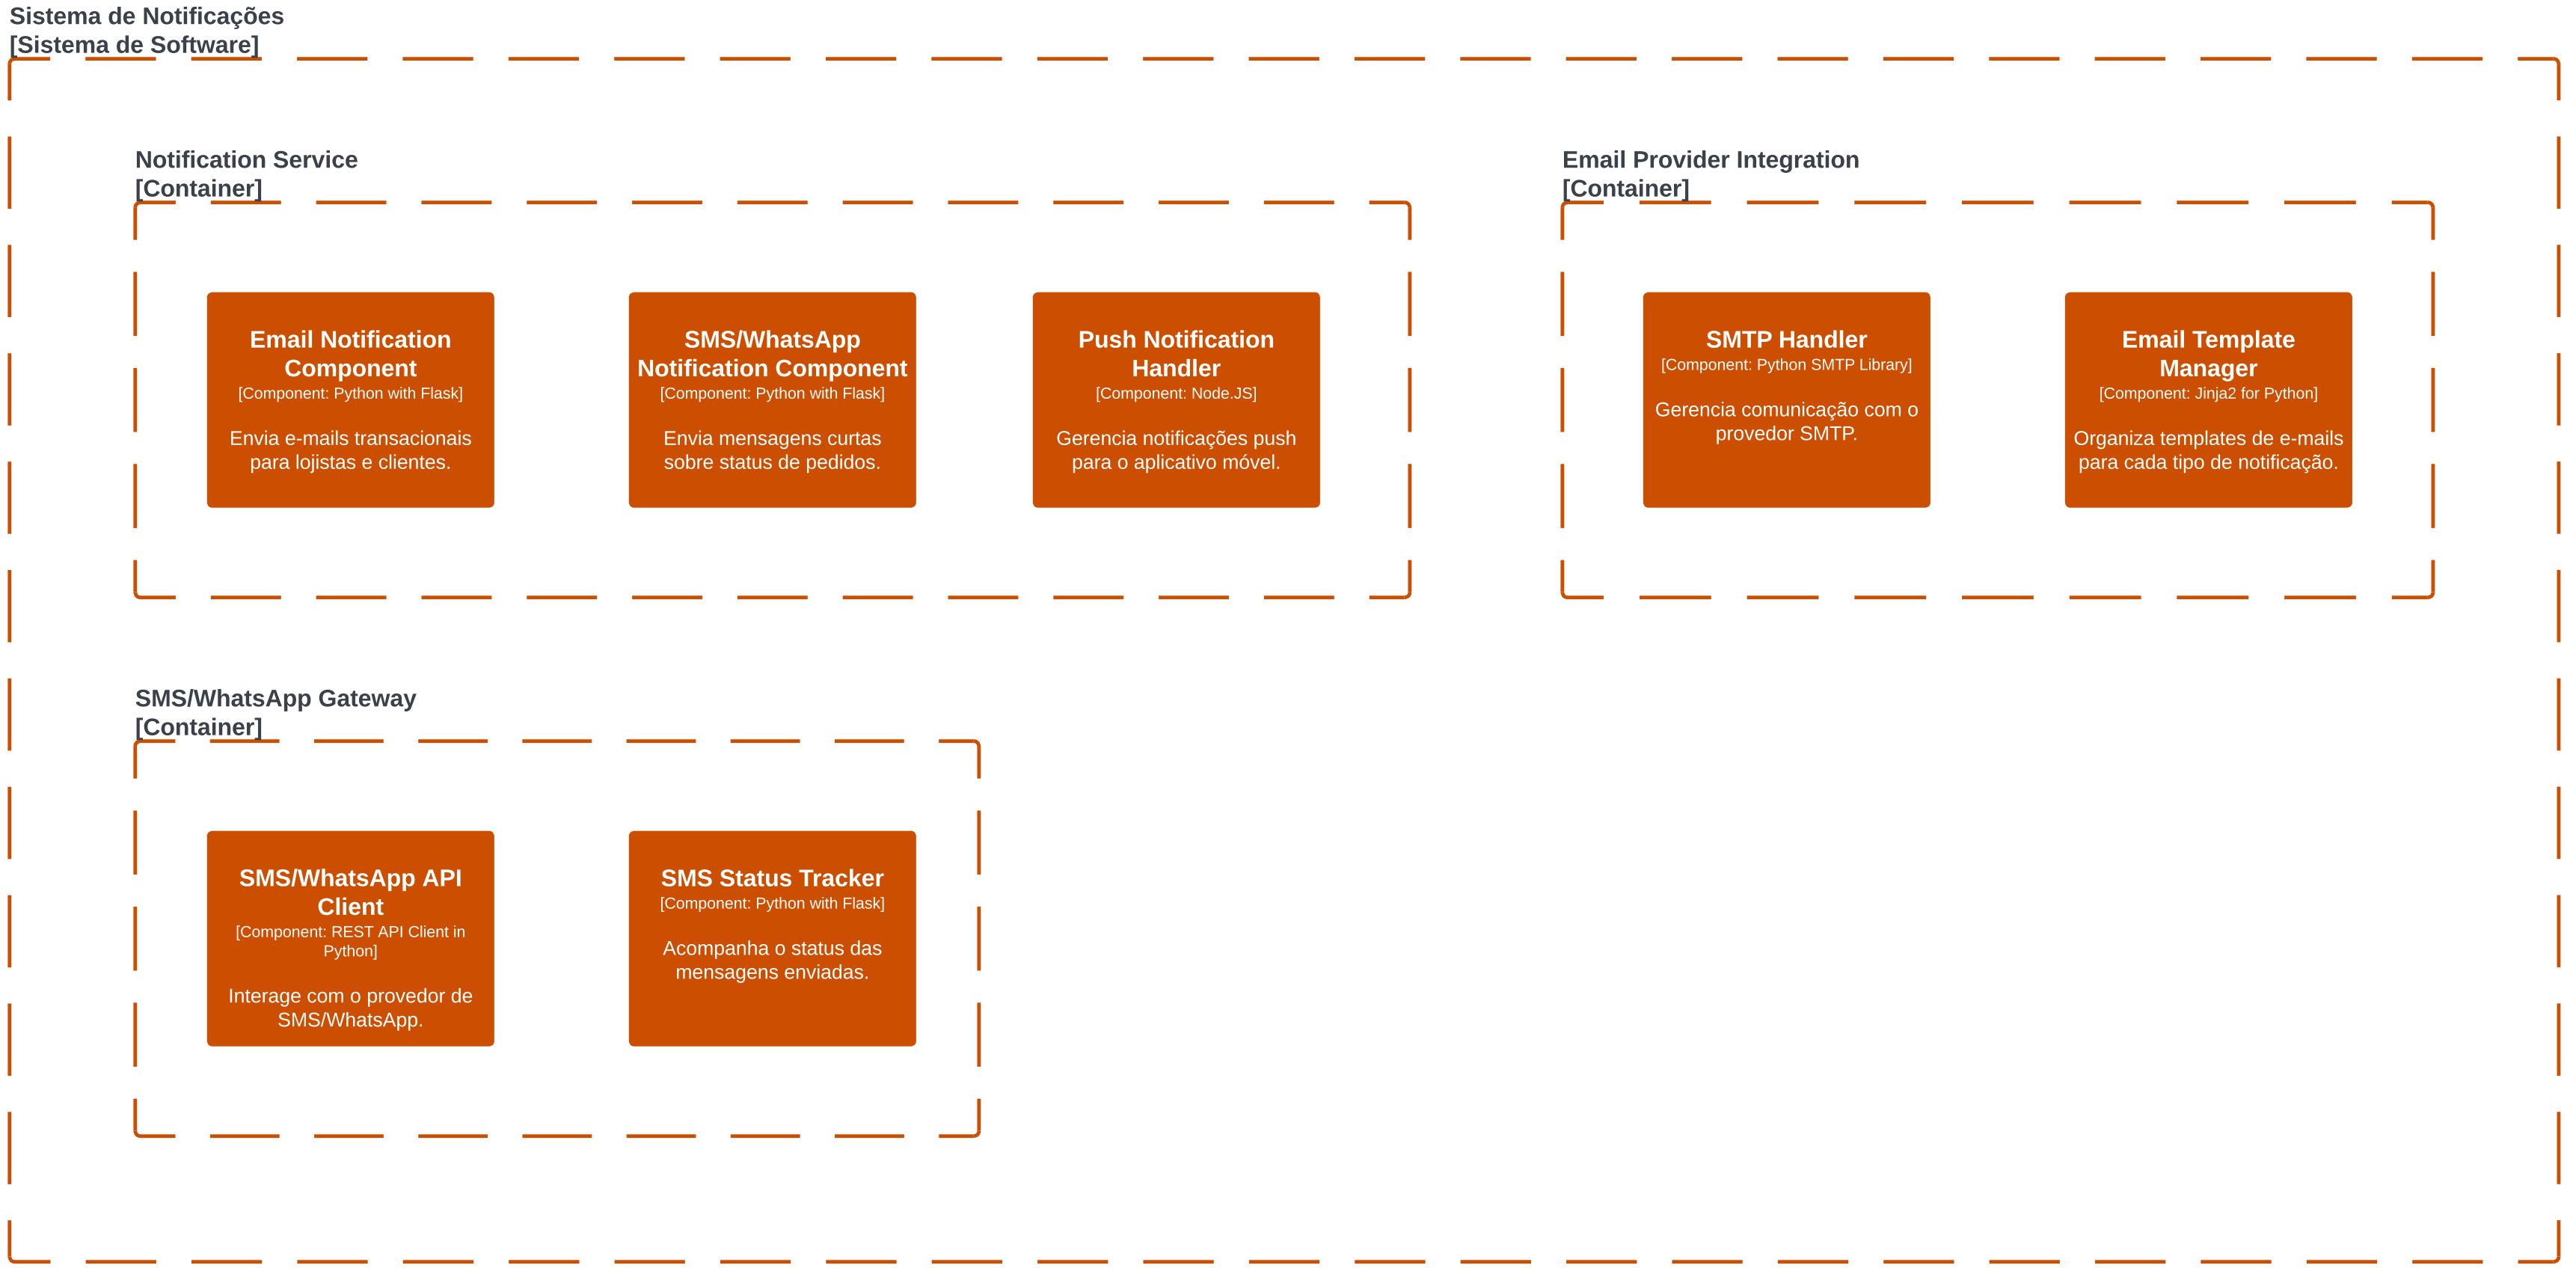 Sistema de Notificações
[Sistema de Software]
Notification Service
[Container]
Email Notification
Component
[Component: Python with Flask]
Envia e-mails transacionais
para lojistas e clientes.
SMS/WhatsApp
Notification Component
[Component: Python with Flask]
Envia mensagens curtas
sobre status de pedidos.
Push Notification
Handler
[Component: Node.JS]
Gerencia notificações push
para o aplicativo móvel.
Email Provider Integration
[Container]
SMTP Handler
[Component: Python SMTP Library]
Gerencia comunicação com o
provedor SMTP.
Email Template
Manager
[Component: Jinja2 for Python]
Organiza templates de e-mails
para cada tipo de notificação.
SMS/WhatsApp Gateway
[Container]
SMS/WhatsApp API
Client
[Component: REST API Client in
Python]
Interage com o provedor de
SMS/WhatsApp.
SMS Status Tracker
[Component: Python with Flask]
Acompanha o status das
mensagens enviadas.